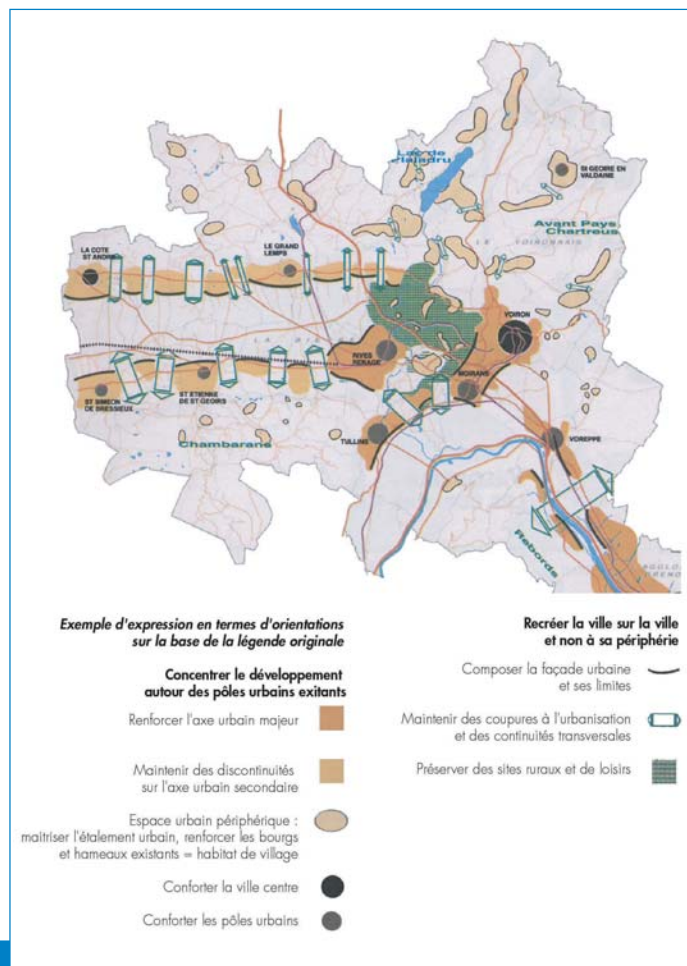 Lac de
Paladru
ST GEOIRE EN
VALDAINE
Avant Pays
Chartreux
LE VOIRONNAIS
LA COTE
ST ANDRE
LE GRAND
LEMPS
VOIRON
RIVES
RENAGE
MOIRANS
ST SIMEON
DE BRESSIEUX
ST ETIENNE
DE ST GEOIRS
TULLINS
VOREPPE
Chambarans
Rebords
Exemple d'expression en termes d'orientations
sur la base de la légende originale
Concentrer le développement
autour des pôles urbains exitants
Renforcer l'axe urbain majeur
Maintenir des discontinuités
sur l'axe urbain secondaire
Espace urbain périphérique :
maitriser l'étalement urbain, renforcer les bourgs
et hameaux existants = habitat de village
Conforter la ville centre
Conforter les pôles urbains
Recréer la ville sur la ville
et non à sa périphérie
Composer la façade urbaine
et ses limites
Maintenir des coupures à l'urbanisation
et des continuités transversales
Préserver des sites ruraux et de loisirs